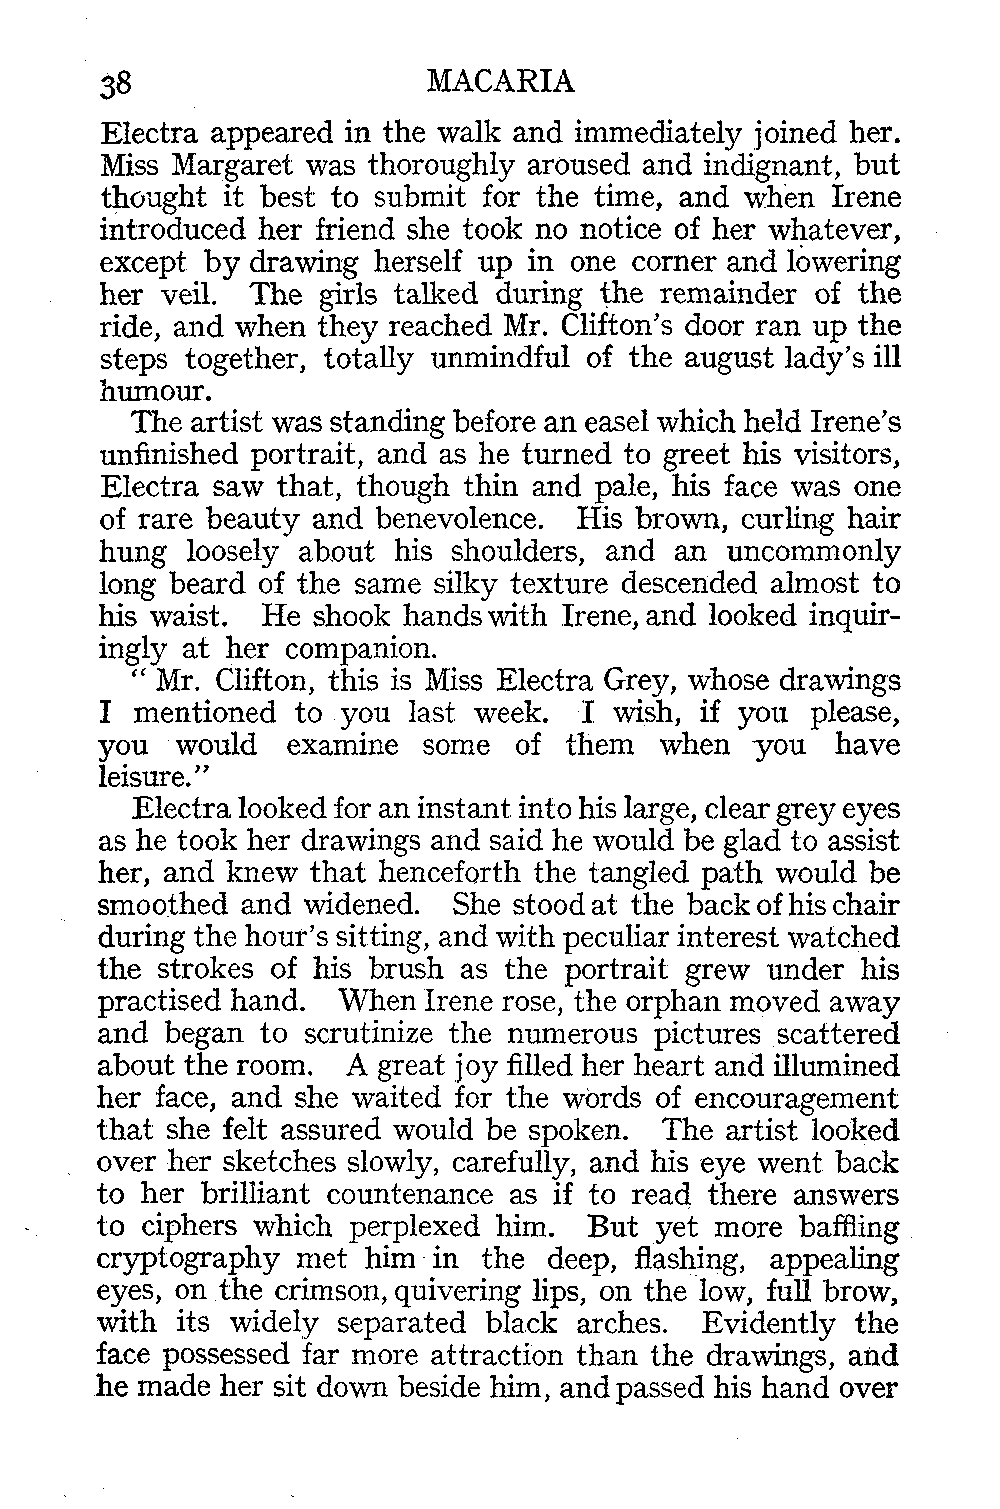 38 MACARIA
Electra appeared in the walk and immediately joined her.
Miss Margaret was thoroughly aroused and indignant, but
thought it best to submit for the time, and when Irene
introduced her friend she took no notice of her whatever,
except by drawing herself up in one corner and lowering
her veil. The girls talked during the remainder of the
ride, and when they reached Mr. Clifton's door ran up the
steps together, totally unmindful of the august lady's ill
humour.
The artist was standing before an easel which held Irene's
unfinished portrait, and as he turned to greet his visitors,
Electra saw that, though thin and pale, his face was one
of rare beauty and benevolence. His brown, curling hair
hung loosely about his shoulders, and an uncommonly
long beard of the same silky texture descended almost to
his waist. He shook hands with Irene, and looked inquir-
ingly at her companion.
"Mr. Clifton, this is Miss Electra Grey, whose drawings
I mentioned to you last week. I wish, if you please,
you would examine some of them when you have
leisure."
Electra looked for an instant into his large, clear grey eyes
as he took her drawings and said he would be glad to assist
her, and knew that henceforth the tangled path would be
smoothed and widened. She stood at the back of his chair
during the hour's sitting, and with peculiar interest watched
the strokes of his brush as the portrait grew under his
practised hand. When Irene rose, the orphan moved away
and began to scrutinize the numerous pictures scattered
about the room. A great joy filled her heart and illumined
her face, and she waited for the words of encouragement
that she felt assured would be spoken. The artist looked
over her sketches slowly, carefully, and his eye went back
to her brilliant countenance as if to read there answers
to ciphers which perplexed him. But yet more baffling
cryptography met him in the deep, flashing, appealing
eyes, on the crimson, quivering lips, on the low, full brow,
with its widely separated black arches. Evidently the
face possessed far more attraction than the drawings, and
he made her sit down beside him, and passed his hand over